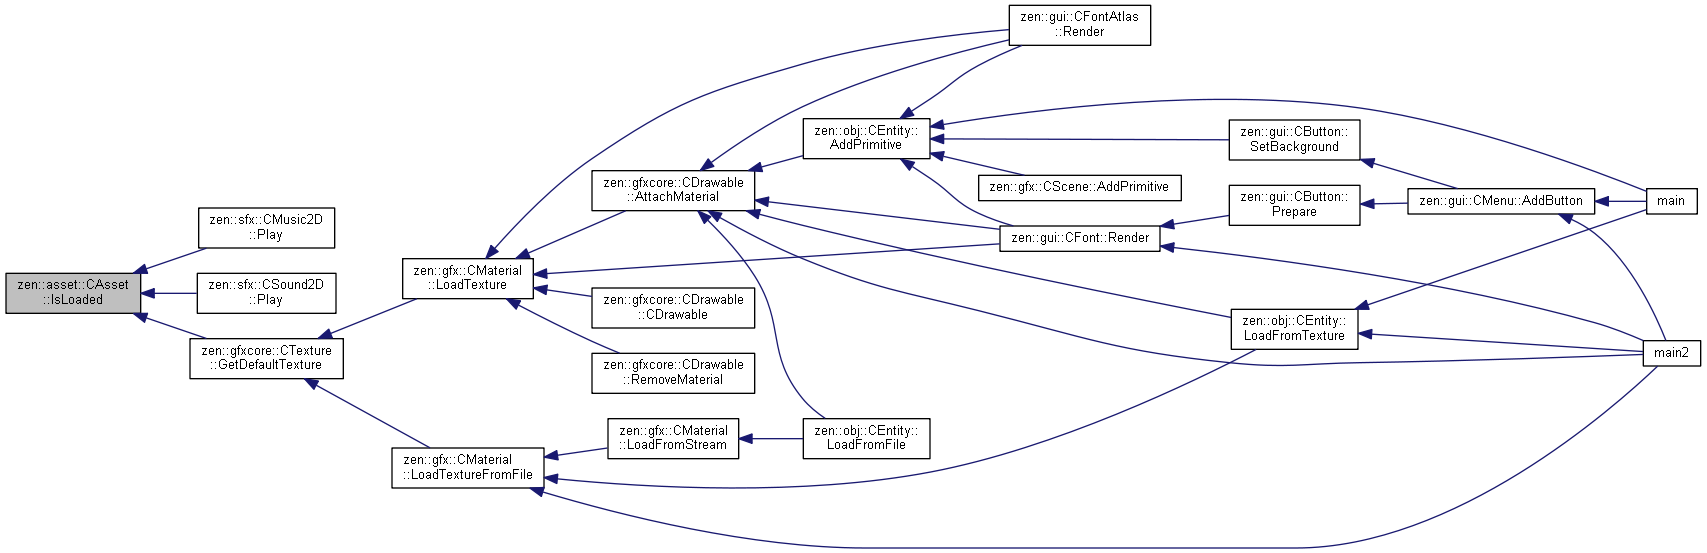 zen::gui::CFontAtlas
::Render
zen::obj::CEntity::
AddPrimitive
zen::gui::CButton::
SetBackground
zen::gfxcore::CDrawable
::AttachMaterial
zen::gfx::CScene::AddPrimitive
zen::gui::CButton::
Prepare
zen::gui::CMenu::AddButton
main
zen::sfx::CMusic2D
::Play
zen::gui::CFont::Render
zen::asset::CAsset
::IsLoaded
zen::sfx::CSound2D
::Play
zen::gfx::CMaterial
::LoadTexture
zen::gfxcore::CDrawable
::CDrawable
zen::obj::CEntity::
LoadFromTexture
zen::gfxcore::CTexture
::GetDefaultTexture
zen::gfxcore::CDrawable
::RemoveMaterial
main2
zen::gfx::CMaterial
::LoadFromStream
zen::obj::CEntity::
LoadFromFile
zen::gfx::CMaterial
::LoadTextureFromFile